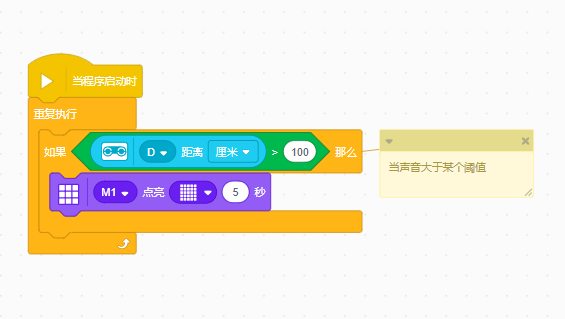 当程序启动时
重复执行
如果 D 距离 厘米 > 100 那么
当声音大于某个阈值
M1 点亮 5 秒